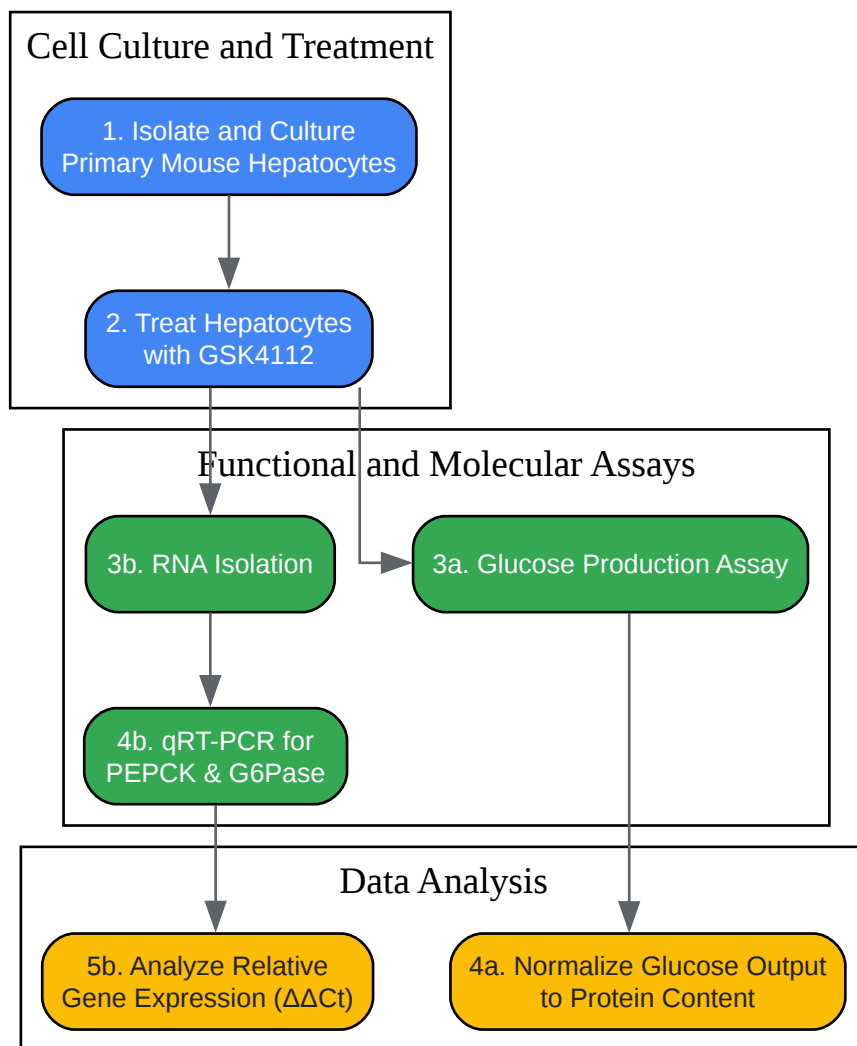 Cell Culture and Treatment
1. Isolate and Culture
Primary Mouse Hepatocytes
2. Treat Hepatocytes
with GSK4112
Functional and Molecular Assays
3b. RNA Isolation
3a. Glucose Production Assay
4b. qRT-PCR for
PEPCK & G6Pase
Data Analysis
5b. Analyze Relative
Gene Expression (ΔΔCt)
4a. Normalize Glucose Output
to Protein Content